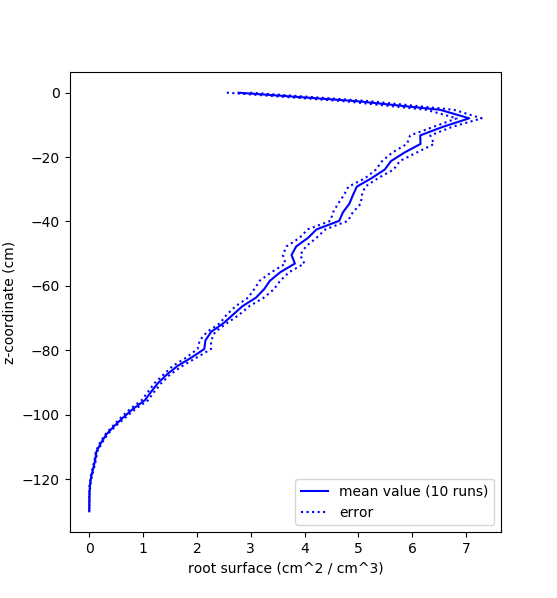 0
−20
−40
−60
−80
−100
−120
z-coordinate (cm)
mean value (10 runs)
error
0 1 2 3 4 5 6 7
root surface (cm^2 / cm^3)